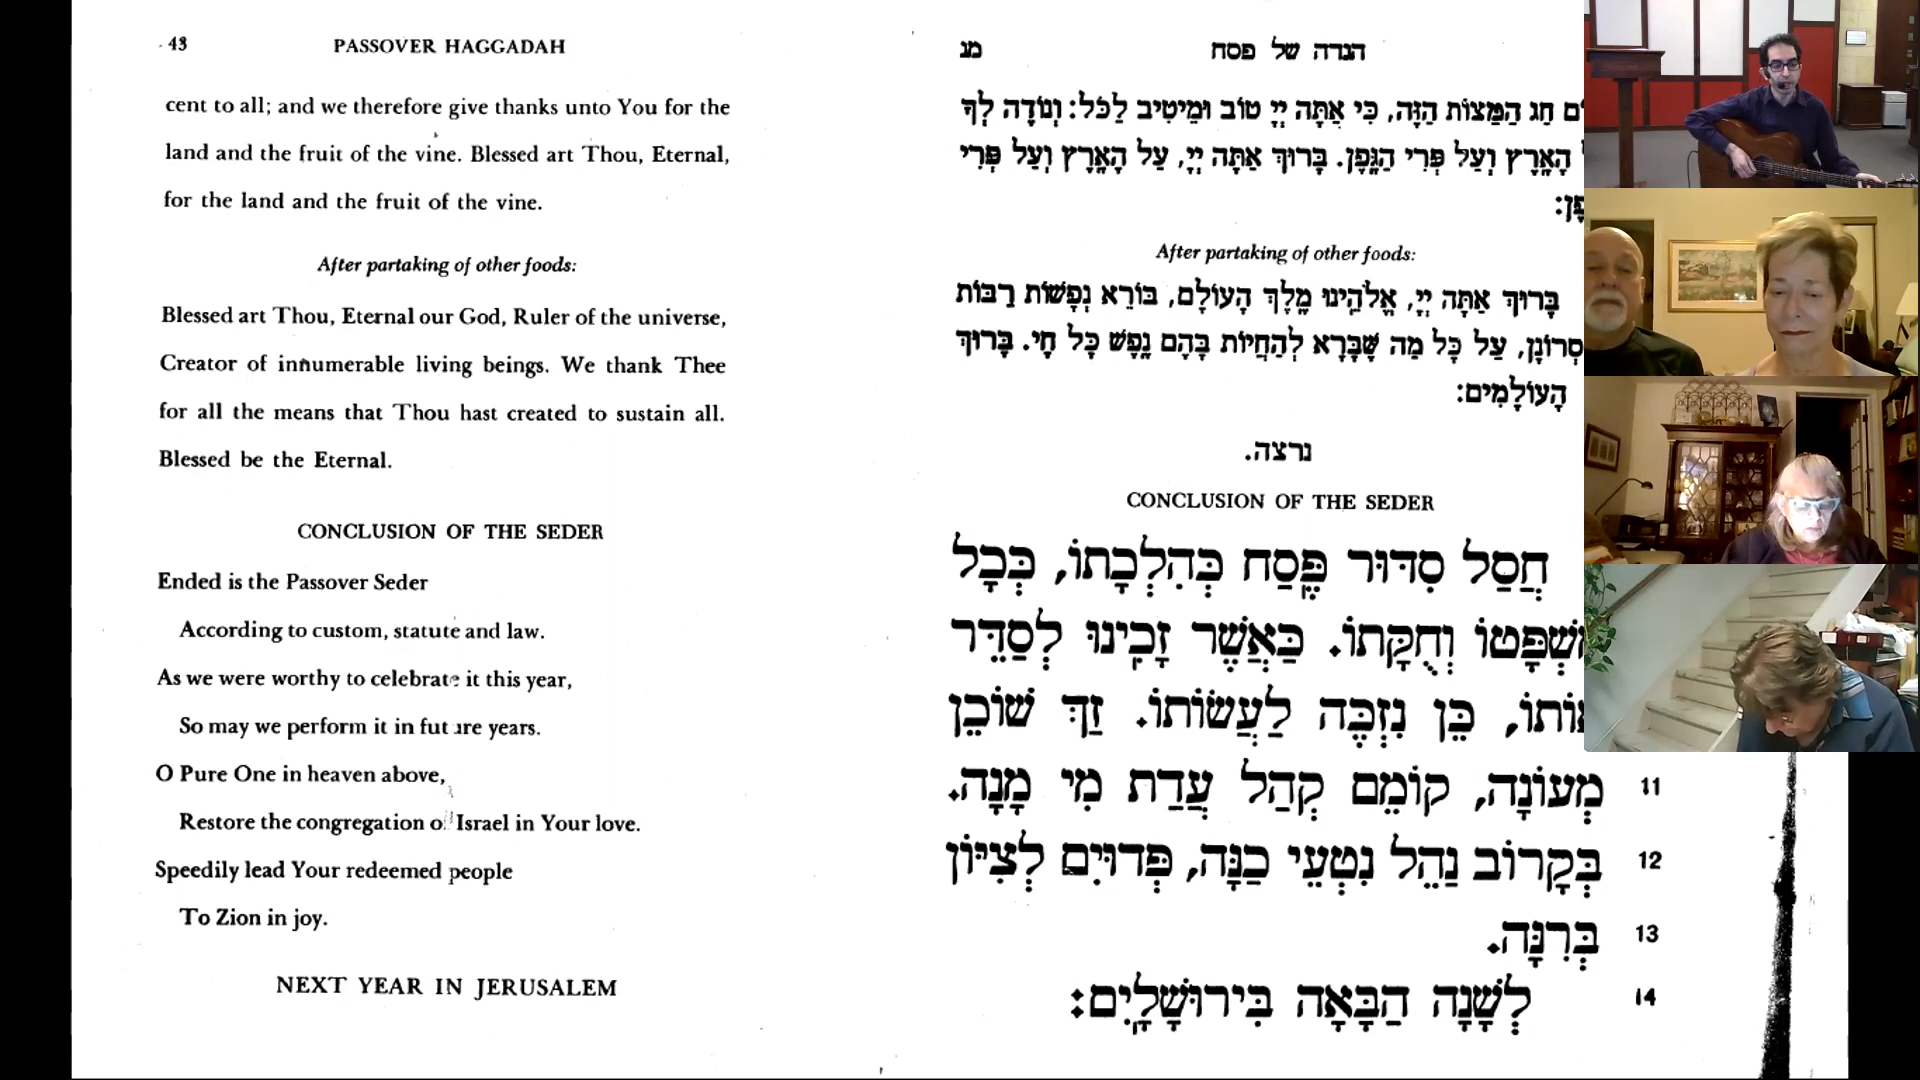 43
PASSOVER HAGGADAH
cent to all; and we therefore give thanks unto You for the
land and the fruit of the vine. Blessed art Thou, Eternal,
for the land and the fruit of the vine.
After partaking of other foods:
Blessed art Thou, Eternal our God, Ruler of the universe,
Creator of innumerable living beings. We thank Thee
for all the means that Thou hast created to sustain all.
Blessed be the Eternal.
CONCLUSION OF THE SEDER
Ended is the Passover Seder
According to custom, statute and law.
As we were worthy to celebrate it this year,
So may we perform it in future years.
O Pure One in heaven above,
Restore the congregation of Israel in Your love.
Speedily lead Your redeemed people
To Zion in joy.
NEXT YEAR IN JERUSALEM
הגדה של פסח
מג
חַג הַמַּצּוֹת הַזֶּה, כִּי אַתָּה יְיָ טוֹב וּמֵיטִיב לַכֹּל: וְנוֹדֶה לְךָ
הָאָרֶץ וְעַל פְּרִי הַגָּפֶן. בָּרוּךְ אַתָּה יְיָ, עַל הָאָרֶץ וְעַל פְּרִי
After partaking of other foods:
בָּרוּךְ אַתָּה יְיָ, אֱלֹהֵינוּ מֶלֶךְ הָעוֹלָם, בּוֹרֵא נְפָשׁוֹת רַבּוֹת
עַל כָּל מַה שֶּׁבָּרָא לְהַחֲיוֹת בָּהֶם נֶפֶשׁ כָּל חָי. בָּרוּךְ
הָעוֹלָמִים:
נרצה.
CONCLUSION OF THE SEDER
חֲסַל סִדּוּר פֶּסַח כְּהִלְכָתוֹ, כְּכָל
וְחֻקָּתוֹ. כַּאֲשֶׁר זָכִינוּ לְסַדֵּר
כֵּן נִזְכֶּה לַעֲשׂוֹתוֹ. זַךְ שׁוֹכֵן
מְעוֹנָה, קוֹמֵם קְהַל עֲדַת מִי מָנָה. 11
בְּקָרוֹב נַהֵל נִטְעֵי כַנָּה, פְּדוּיִם לְצִיּוֹן 12
בְּרִנָּה. 13
לְשָׁנָה הַבָּאָה בִּירוּשָׁלָיִם: 14